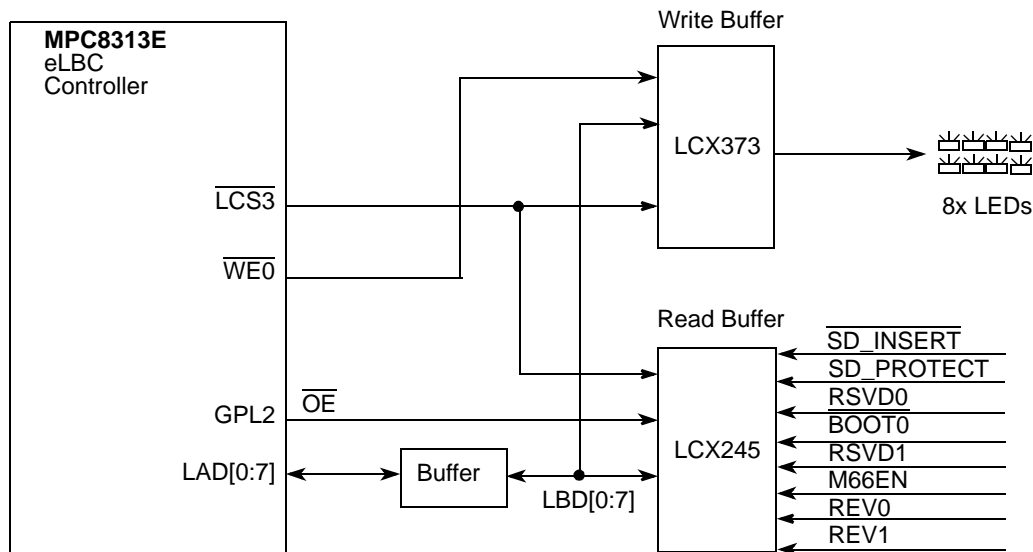 Write Buffer
MPC8313E
eLBC
Controller
LCX373
LCS3
8x LEDs
WE0
Read Buffer
SD_INSERT
SD_PROTECT
RSVD0
GPL2
OE
BOOT0
LCX245
RSVD1
LAD[0:7]
Buffer
LBD[0:7]
M66EN
REV0
REV1